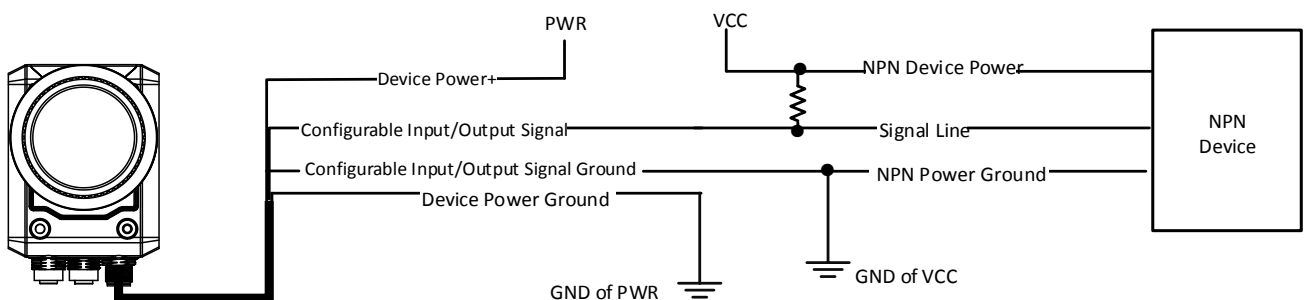 PWR
VCC
Device Power+
NPN Device Power
Configurable Input/Output Signal
Signal Line
NPN
Device
Configurable Input/Output Signal Ground
NPN Power Ground
Device Power Ground
GND of VCC
GND of PWR